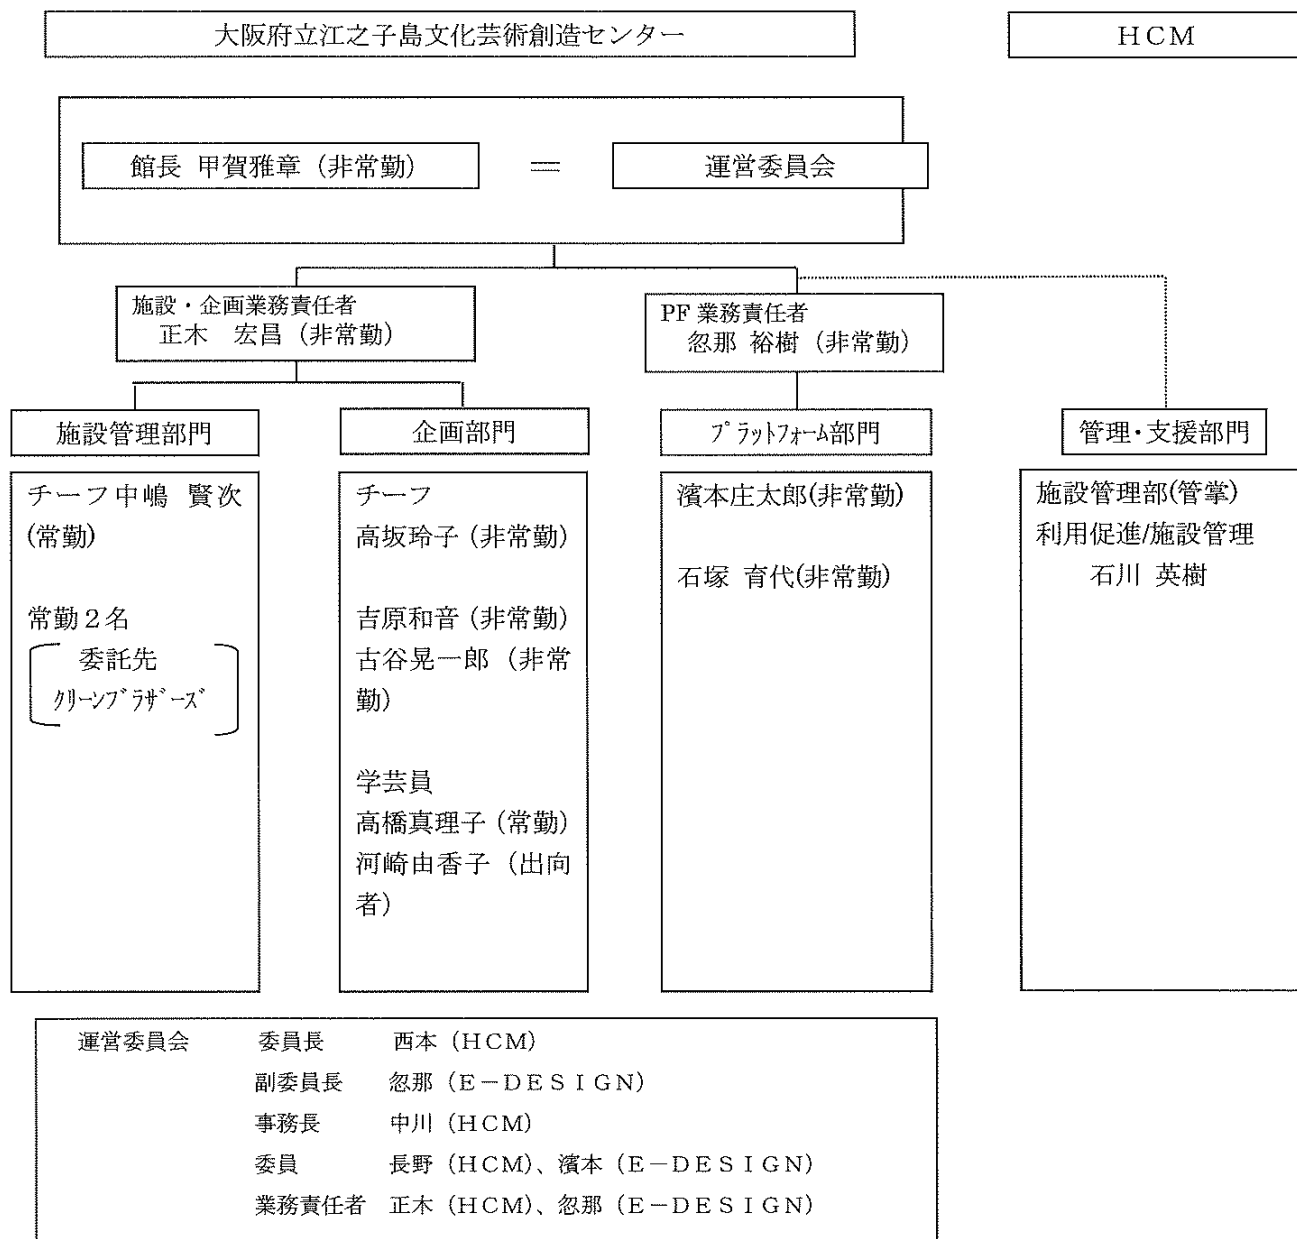 大阪府立江之子島文化芸術創造センター
ＨＣＭ
館長 甲賀雅章（非常勤）
＝
運営委員会
施設・企画業務責任者
正木　宏昌（非常勤）
PF 業務責任者
忽那 裕樹（非常勤）
施設管理部門
企画部門
ﾌﾟﾗｯﾄﾌｫｰﾑ部門
管理・支援部門
チーフ中嶋 賢次
(常勤)
常勤２名
委託先
ｸﾘｰﾝﾌﾞﾗｻﾞｰｽﾞ
チーフ
高坂玲子（非常勤）
吉原和音（非常勤）
古谷晃一郎（非常
勤）
学芸員
高橋真理子（常勤）
河崎由香子（出向
者）
濱本庄太郎(非常勤)
石塚 育代(非常勤)
施設管理部(管掌)
利用促進/施設管理
石川 英樹
運営委員会　委員長　西本（ＨＣＭ）
副委員長　忽那（Ｅ－ＤＥＳＩＧＮ）
事務長　中川（ＨＣＭ）
委員　長野（ＨＣＭ）、濱本（Ｅ－ＤＥＳＩＧＮ）
業務責任者　正木（ＨＣＭ）、忽那（Ｅ－ＤＥＳＩＧＮ）